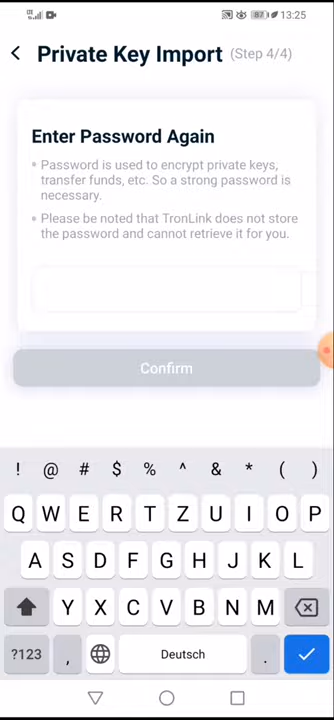 87 13:25
Private Key Import (Step 4/4)
Enter Password Again
Password is used to encrypt private keys,
transfer funds, etc. So a strong password is
necessary.
Please be noted that TronLink does not store
the password and cannot retrieve it for you.
Confirm
! @ # $ % ^ & * ( )
Q W E R T Z U I O P
A S D F G H J K L
Y X C V B N M
?123 , Deutsch .